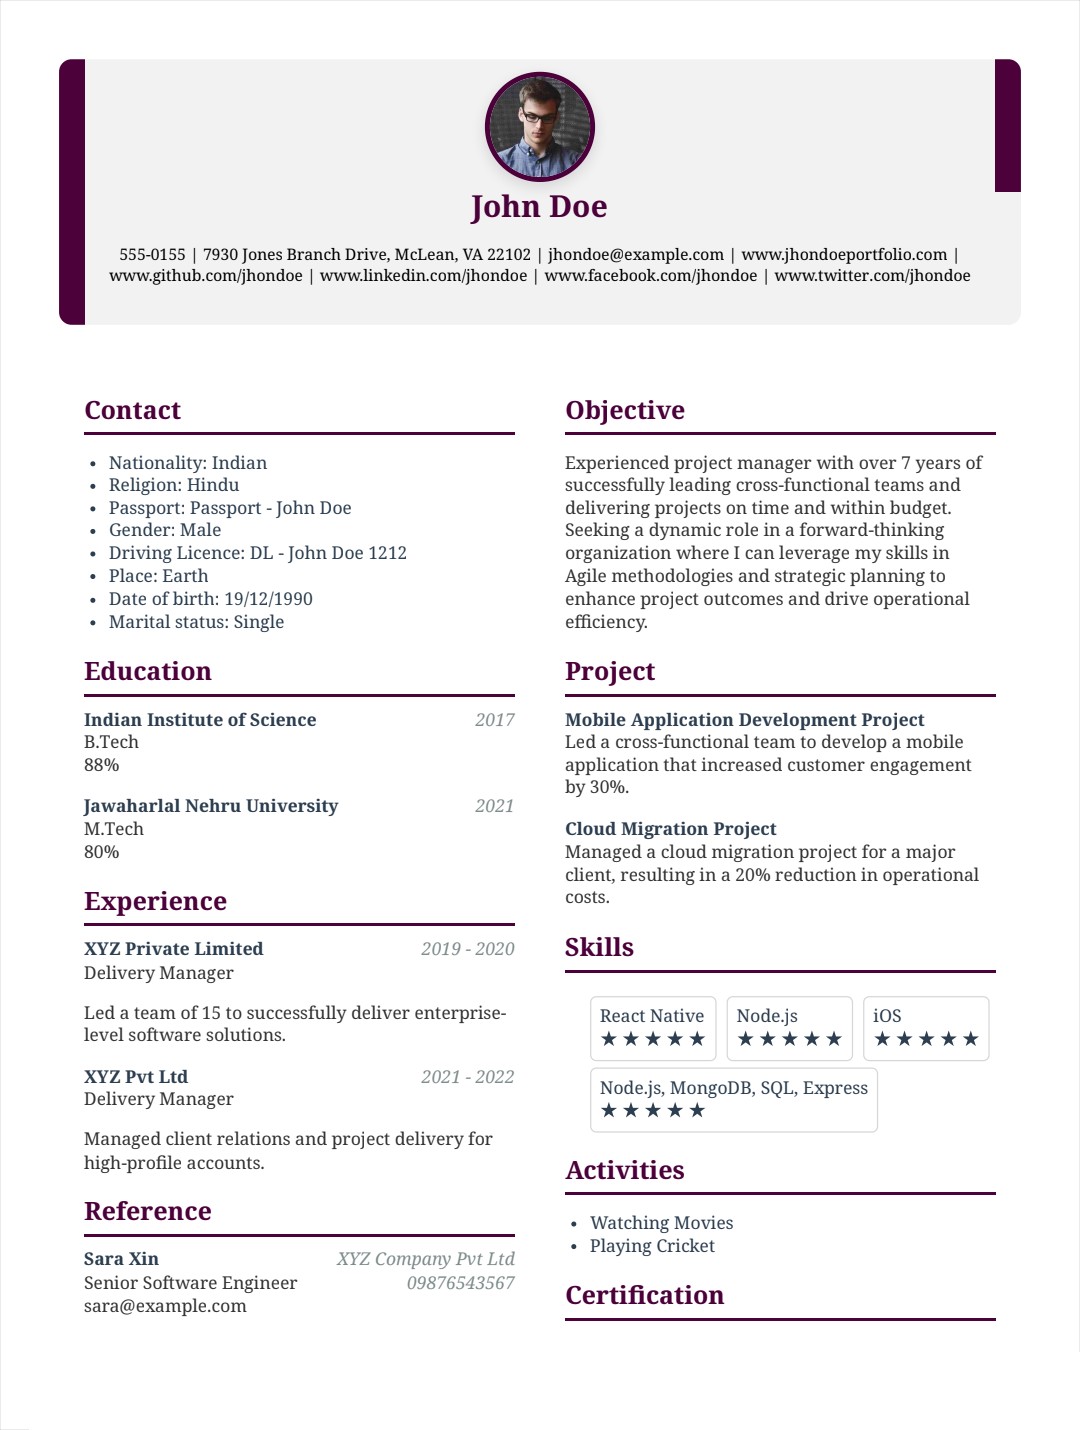 John Doe
555-0155 | 7930 Jones Branch Drive, McLean, VA 22102 | jhondoe@example.com | www.jhondoeportfolio.com |
www.github.com/jhondoe | www.linkedin.com/jhondoe | www.facebook.com/jhondoe | www.twitter.com/jhondoe
Contact
• Nationality: Indian
• Religion: Hindu
• Passport: Passport - John Doe
• Gender: Male
• Driving Licence: DL - John Doe 1212
• Place: Earth
• Date of birth: 19/12/1990
• Marital status: Single
Education
Indian Institute of Science 2017
B.Tech
88%
Jawaharlal Nehru University 2021
M.Tech
80%
Experience
XYZ Private Limited 2019 - 2020
Delivery Manager
Led a team of 15 to successfully deliver enterprise-
level software solutions.
XYZ Pvt Ltd 2021 - 2022
Delivery Manager
Managed client relations and project delivery for
high-profile accounts.
Reference
Sara Xin XYZ Company Pvt Ltd
Senior Software Engineer 09876543567
sara@example.com
Objective
Experienced project manager with over 7 years of
successfully leading cross-functional teams and
delivering projects on time and within budget.
Seeking a dynamic role in a forward-thinking
organization where I can leverage my skills in
Agile methodologies and strategic planning to
enhance project outcomes and drive operational
efficiency.
Project
Mobile Application Development Project
Led a cross-functional team to develop a mobile
application that increased customer engagement
by 30%.
Cloud Migration Project
Managed a cloud migration project for a major
client, resulting in a 20% reduction in operational
costs.
Skills
React Native Node.js iOS
★ ★ ★ ★ ★ ★ ★ ★ ★ ★ ★ ★ ★ ★ ★
Node.js, MongoDB, SQL, Express
★ ★ ★ ★ ★
Activities
• Watching Movies
• Playing Cricket
Certification